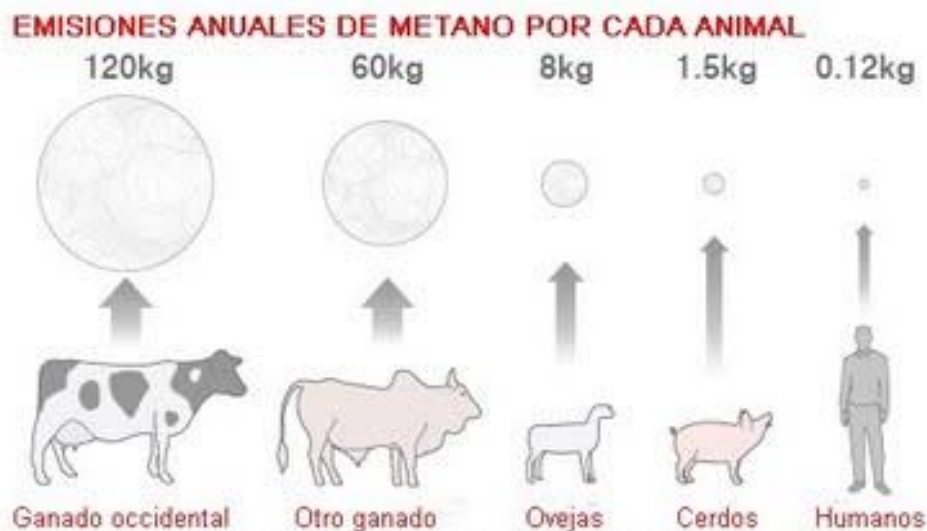 EMISIONES ANUALES DE METANO POR CADA ANIMAL
120kg 60kg 8kg 1.5kg 0.12kg
Ganado occidental Otro ganado Ovejas Cerdos Humanos